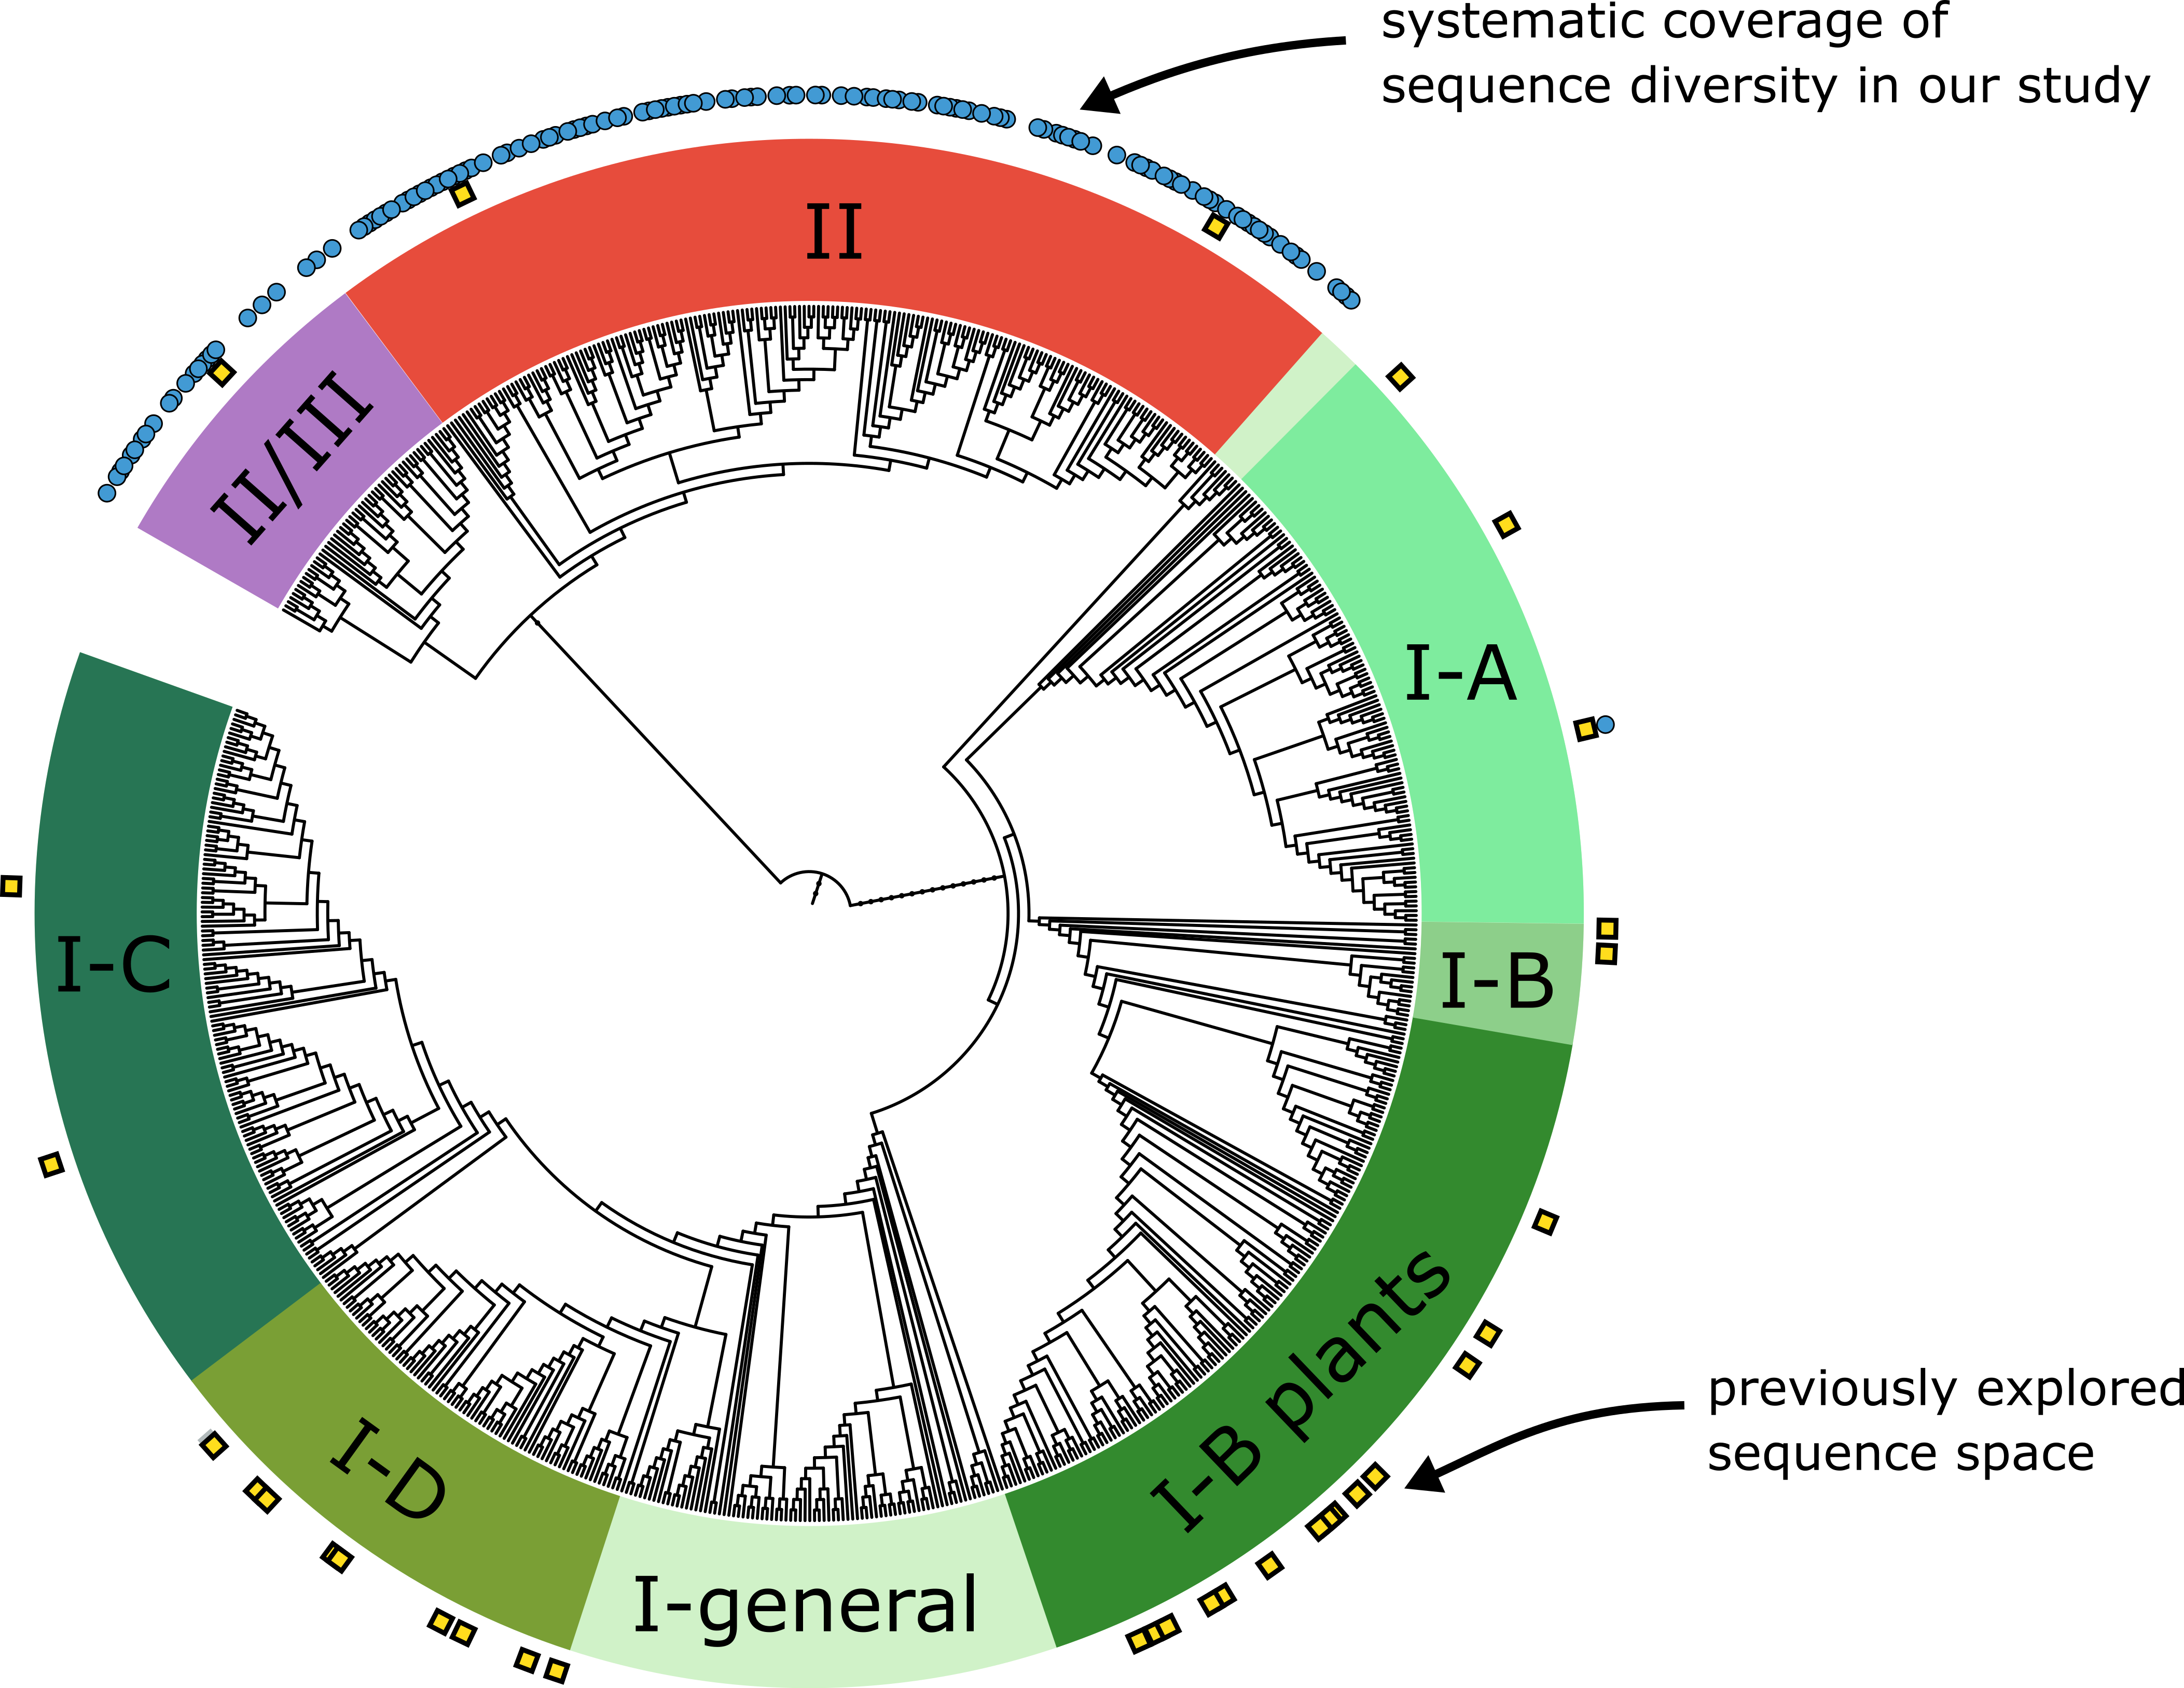 systematic coverage of
sequence diversity in our study
II
II/III
I-A
I-B
I-C
previously explored
sequence space
I-B plants
I-D
I-general